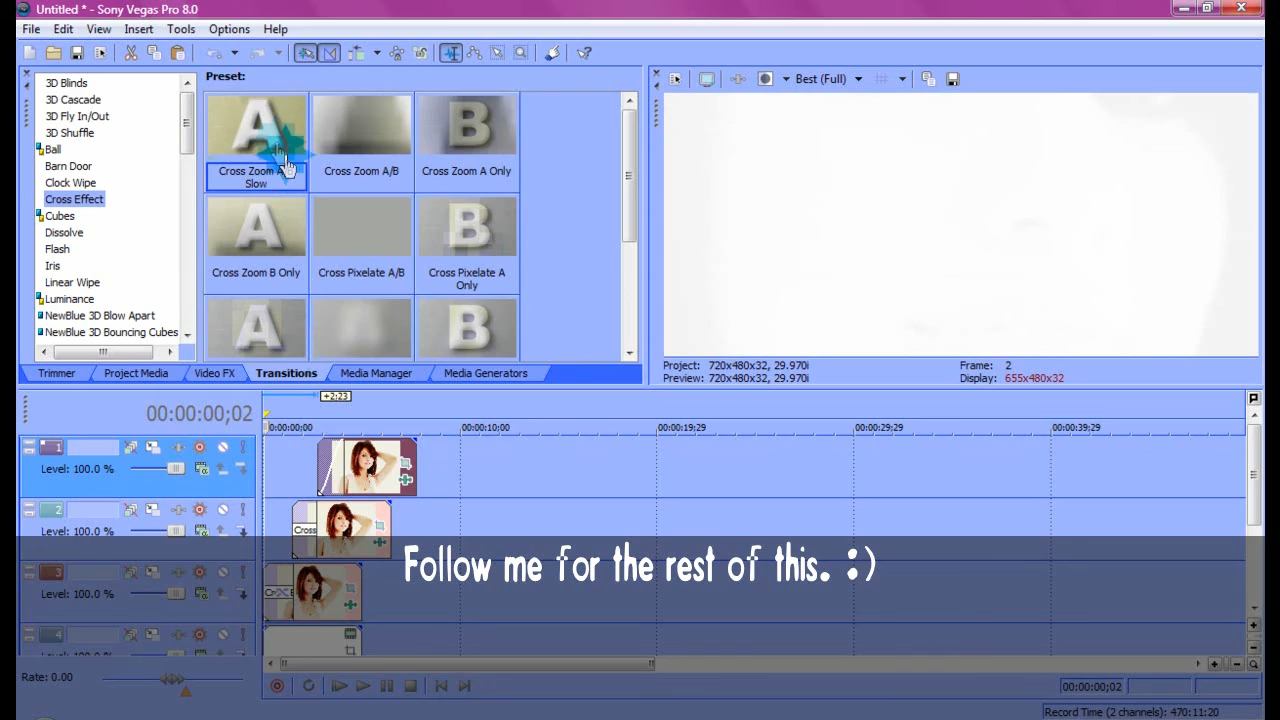 Untitled * - Sony Vegas Pro 8.0
File Edit View Insert Tools Options Help
3D Blinds
3D Cascade
3D Fly In/Out
3D Shuffle
Ball
Barn Door
Clock Wipe
Cross Effect
Cubes
Dissolve
Flash
Iris
Linear Wipe
Luminance
NewBlue 3D Blow Apart
NewBlue 3D Bouncing Cubes
Preset:
A B
Cross Zoom
Slow
Cross Zoom A/B
Cross Zoom A Only
A B
Cross Zoom B Only
Cross Pixelate A/B
Cross Pixelate A
Only
A B
Best (Full)
Project: 720x480x32, 29.970i
Preview: 720x480x32, 29.970i
Frame: 2
Display: 655x480x32
Trimmer Project Media Video FX Transitions Media Manager Media Generators
+2:23
00:00:00;02
0:00:00;00 00:00:10;00 00:00:19;29 00:00:29;29 00:00:39;29
1
Level: 100.0 %
2
Level: 100.0 %
Cross
3
Level: 100.0 %
4
Follow me for the rest of this. :)
Rate: 0.00
00:00:00;02
Record Time (2 channels): 470:11:20